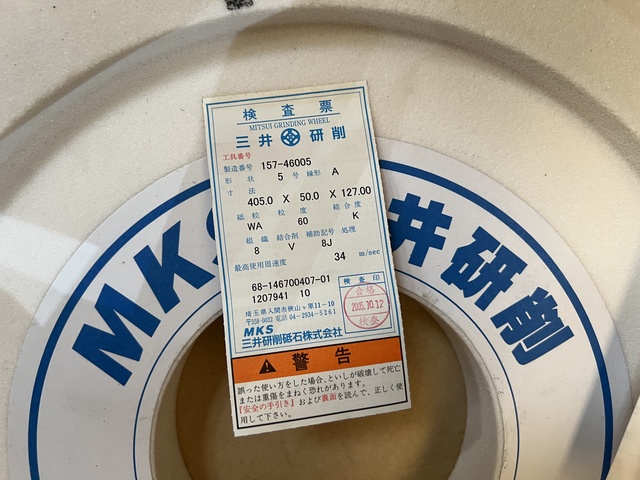 検査票
MITSUI GRINDING WHEEL
三井 研削
工具番号
製造番号 157-46005
形状 5号 縁形 A
寸法
405.0 X 50.0 X 127.00
砥粒 粒度 結合度
WA 60 K
組織 結合剤 補助記号 処理
8 V 8J
最高使用周速度 34 m/sec
68-146700407-01
1207941 10
検査印
合格
2015.10.12
検査
埼玉県入間市狭山ヶ原11-10
〒358-0032 電話 04-2934-5261
MKS
三井研削砥石株式会社
警告
誤った使い方をした場合、といしが破壊して死亡
または重傷をまねく恐れがあります。
『安全の手引き』および裏面を読んで、正しく使
用して下さい。
MKS 井研削